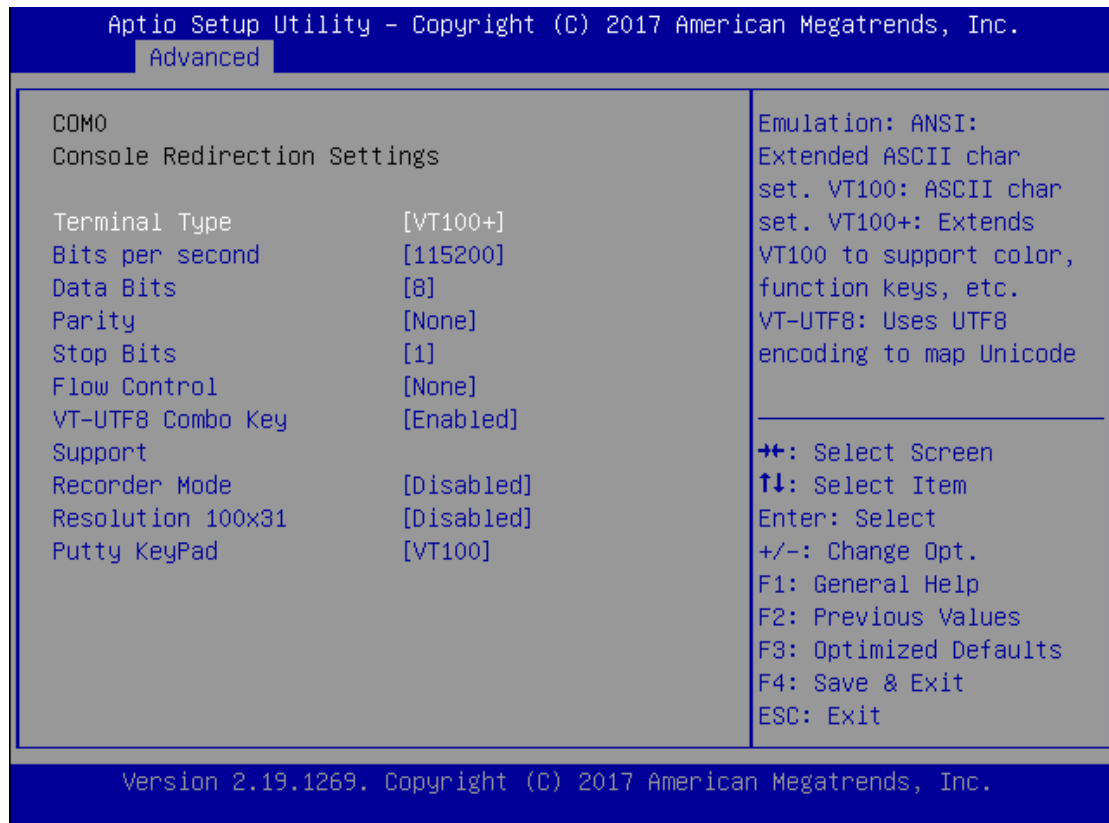 Aptio Setup Utility – Copyright (C) 2017 American Megatrends, Inc.
Advanced
COM0
Console Redirection Settings
Terminal Type [VT100+]
Bits per second [115200]
Data Bits [8]
Parity [None]
Stop Bits [1]
Flow Control [None]
VT-UTF8 Combo Key [Enabled]
Support
Recorder Mode [Disabled]
Resolution 100x31 [Disabled]
Putty KeyPad [VT100]
Emulation: ANSI:
Extended ASCII char
set. VT100: ASCII char
set. VT100+: Extends
VT100 to support color,
function keys, etc.
VT-UTF8: Uses UTF8
encoding to map Unicode
→←: Select Screen
↑↓: Select Item
Enter: Select
+/-: Change Opt.
F1: General Help
F2: Previous Values
F3: Optimized Defaults
F4: Save & Exit
ESC: Exit
Version 2.19.1269. Copyright (C) 2017 American Megatrends, Inc.